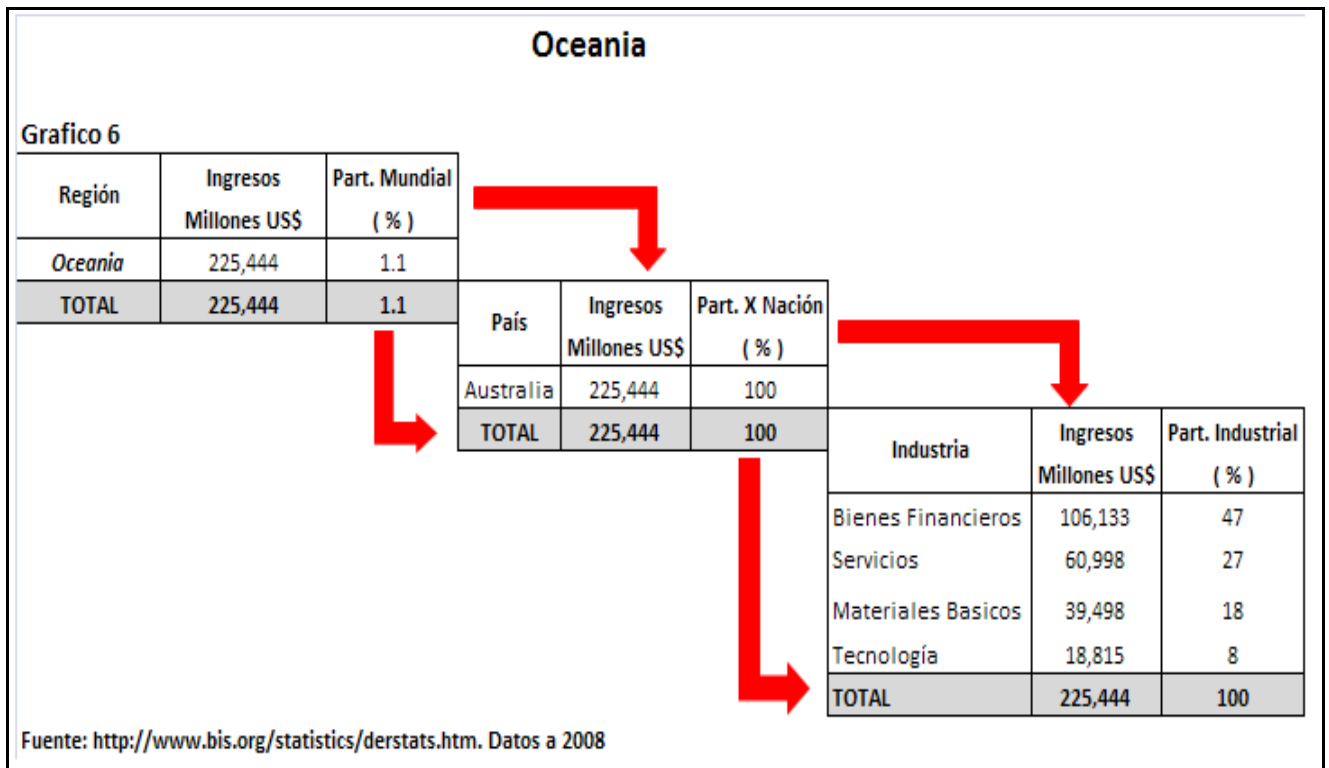 Oceania
Grafico 6
Región Ingresos Millones US$ Part. Mundial ( % )
Oceania 225,444 1.1
TOTAL 225,444 1.1
País Ingresos Millones US$ Part. X Nación ( % )
Australia 225,444 100
TOTAL 225,444 100
Industria Ingresos Millones US$ Part. Industrial ( % )
Bienes Financieros 106,133 47
Servicios 60,998 27
Materiales Basicos 39,498 18
Tecnología 18,815 8
TOTAL 225,444 100
Fuente: http://www.bis.org/statistics/derstats.htm. Datos a 2008